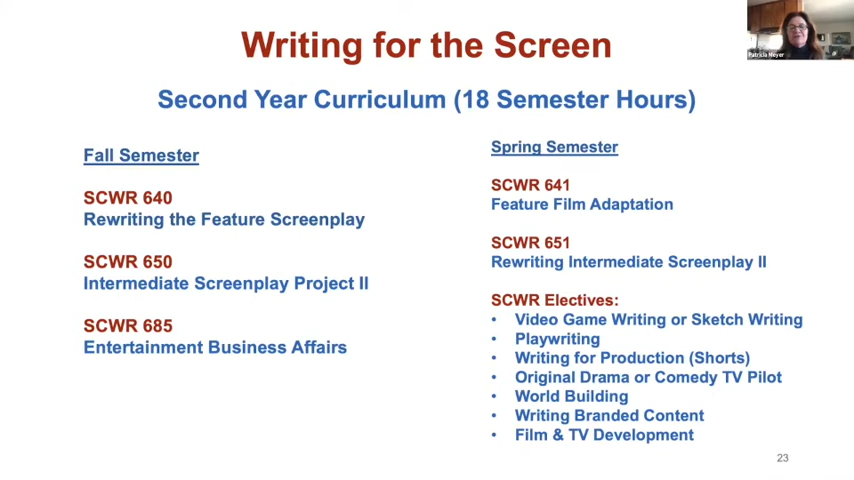 Writing for the Screen
Second Year Curriculum (18 Semester Hours)
Fall Semester
SCWR 640
Rewriting the Feature Screenplay
SCWR 650
Intermediate Screenplay Project II
SCWR 685
Entertainment Business Affairs
Spring Semester
SCWR 641
Feature Film Adaptation
SCWR 651
Rewriting Intermediate Screenplay II
SCWR Electives:
• Video Game Writing or Sketch Writing
• Playwriting
• Writing for Production (Shorts)
• Original Drama or Comedy TV Pilot
• World Building
• Writing Branded Content
• Film & TV Development
23
Patricia Meyer